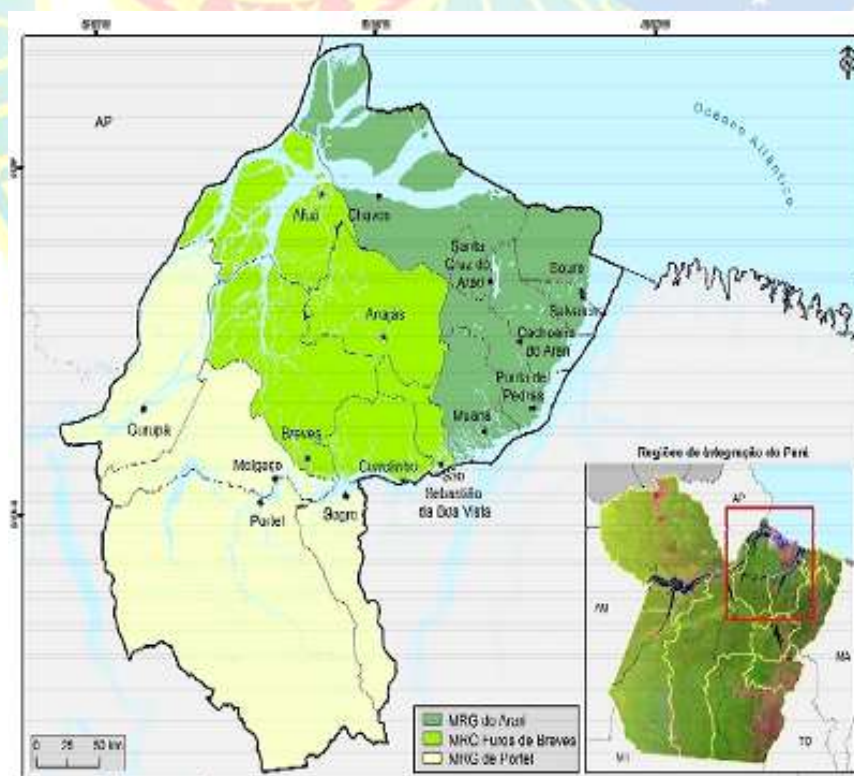 AP
Oceano Atlântico
Afuá
Chaves
Santa
Cruz do
Arari
Soure
Salvaterra
Anajás
Cachoeira
do Arari
Ponta de
Pedras
Muaná
Gurupá
Breves
Curralinho
Melgaço
São
Sebastião
da Boa Vista
Portel
Bagre
Regiões de Integração do Pará
AP
AM
MA
MT
TO
0 25 50 km
MRG do Arari
MRG Furos de Breves
MRG de Portel